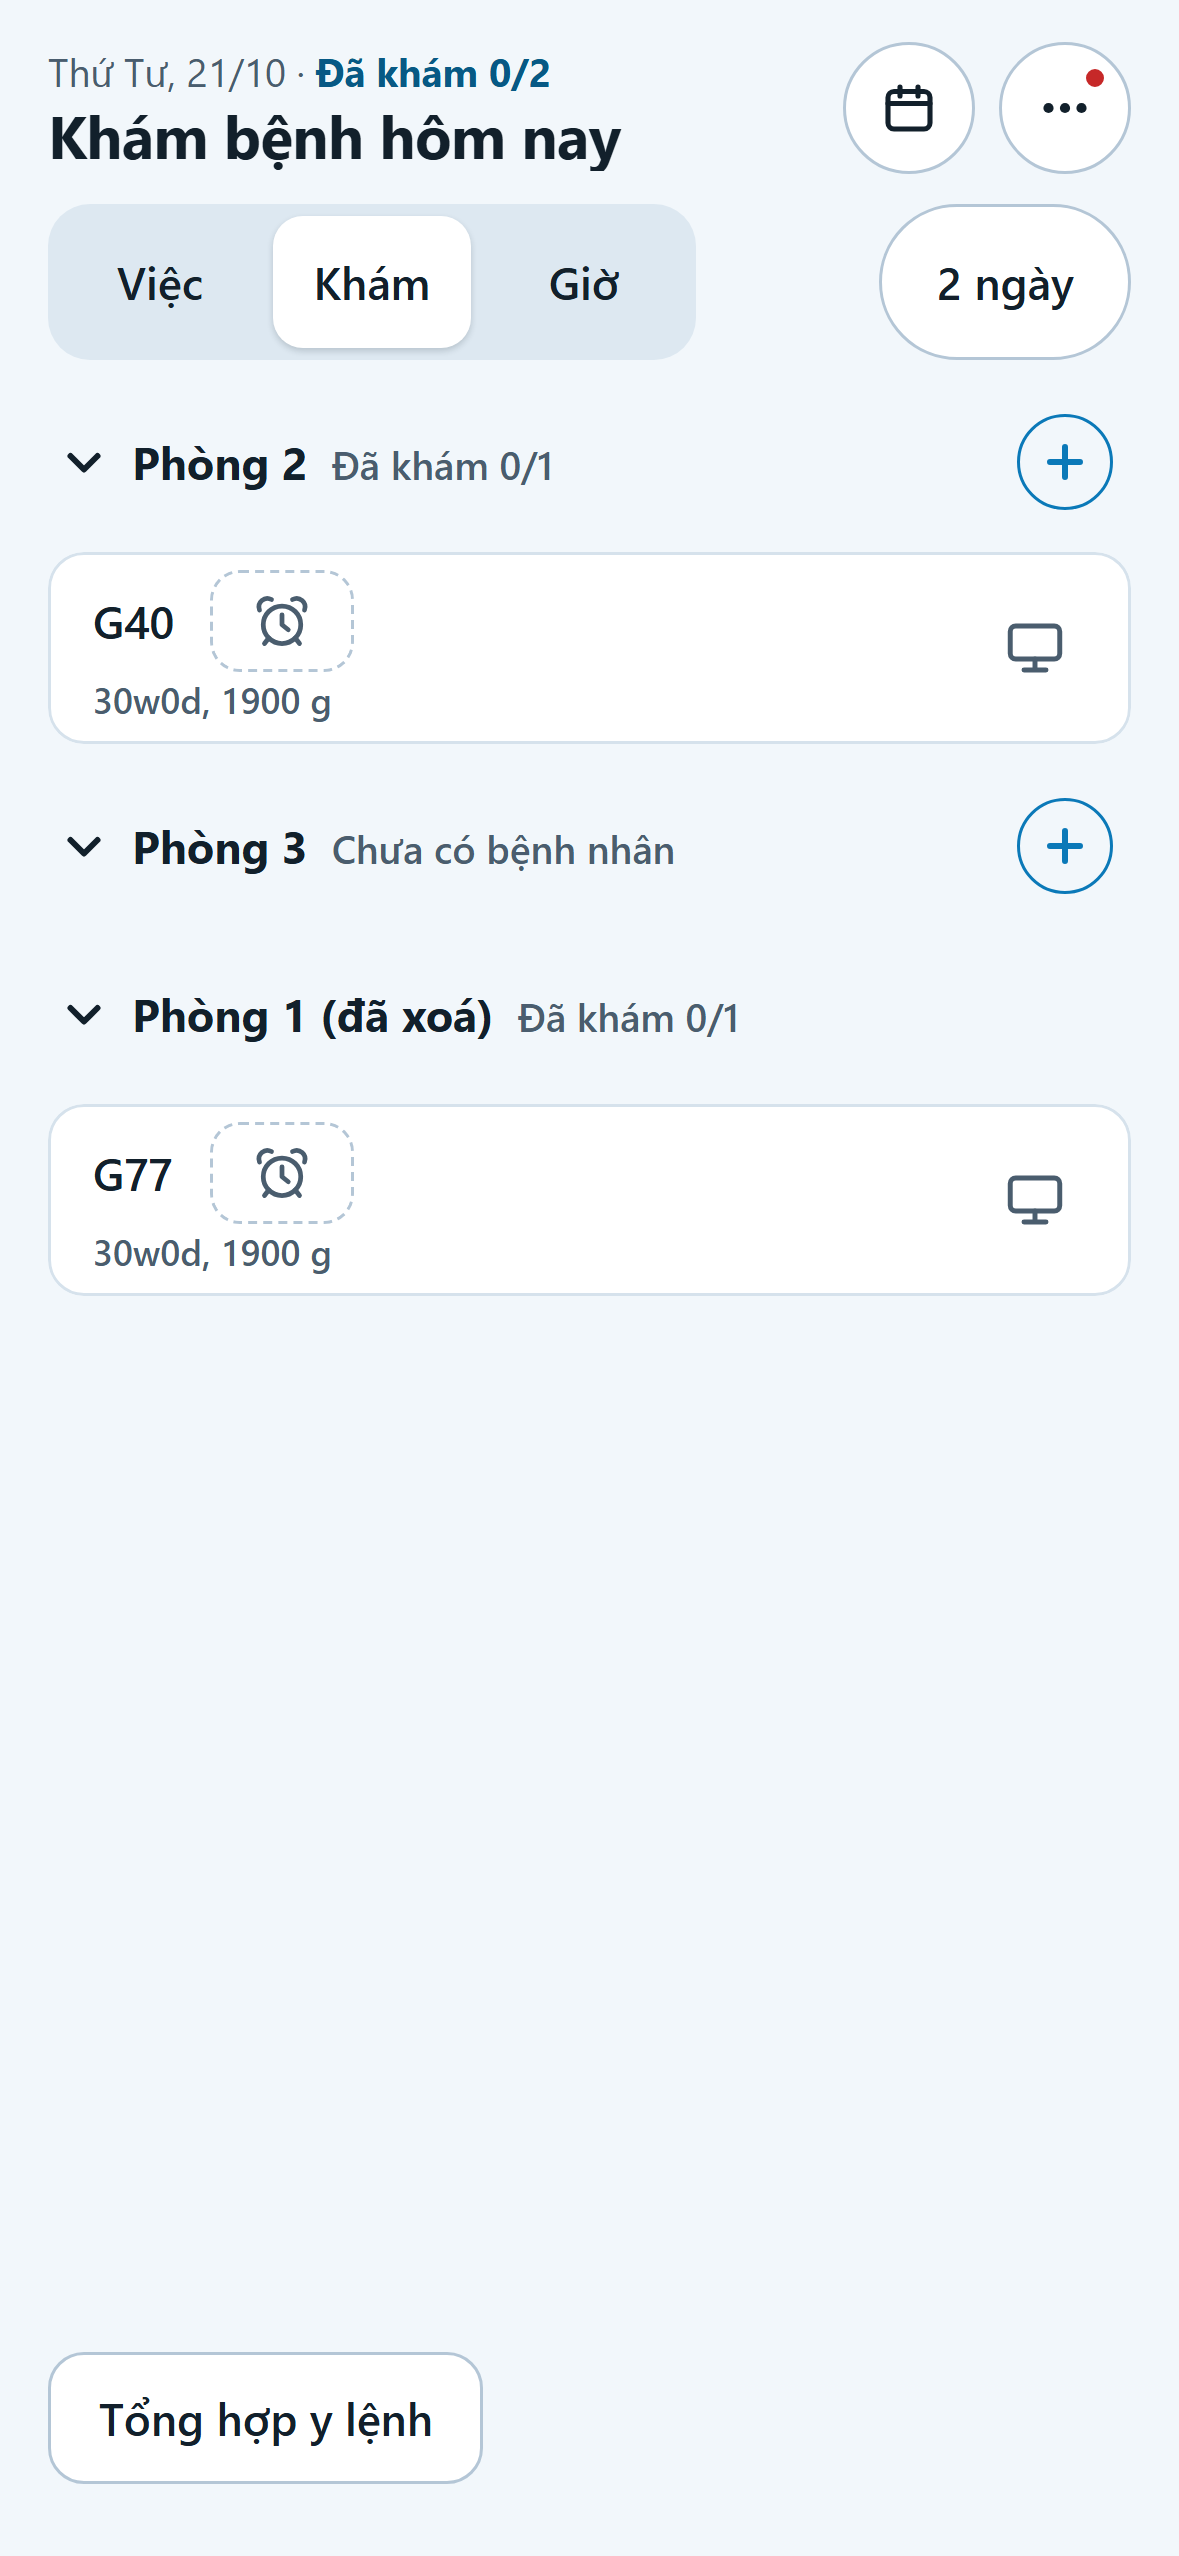 Thứ Tư, 21/10 · Đã khám 0/2
Khám bệnh hôm nay
Việc
Khám
Giờ
2 ngày
Phòng 2 Đã khám 0/1
G40
30w0d, 1900 g
Phòng 3 Chưa có bệnh nhân
Phòng 1 (đã xoá) Đã khám 0/1
G77
30w0d, 1900 g
Tổng hợp y lệnh